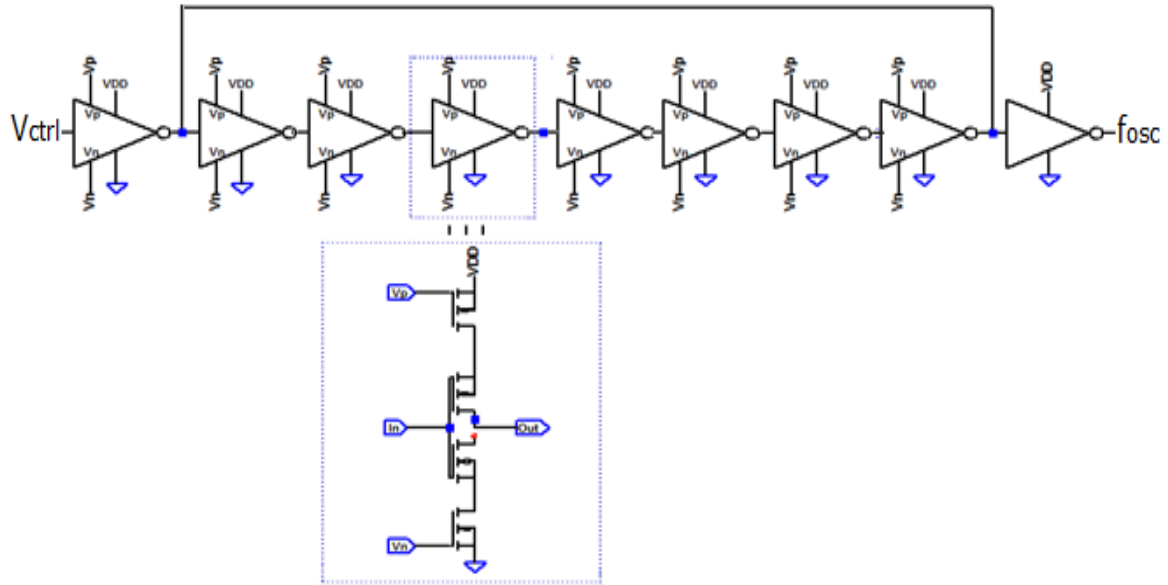 Vp Vp Vp Vp Vp Vp Vp Vp VDD
VDD VDD VDD VDD VDD VDD VDD VDD
Vp Vp Vp Vp Vp Vp Vp Vp
Vctrl fosc
Vn Vn Vn Vn Vn Vn Vn Vn
Vn Vn Vn Vn Vn Vn Vn Vn
VDD
Vp
In Out
Vn